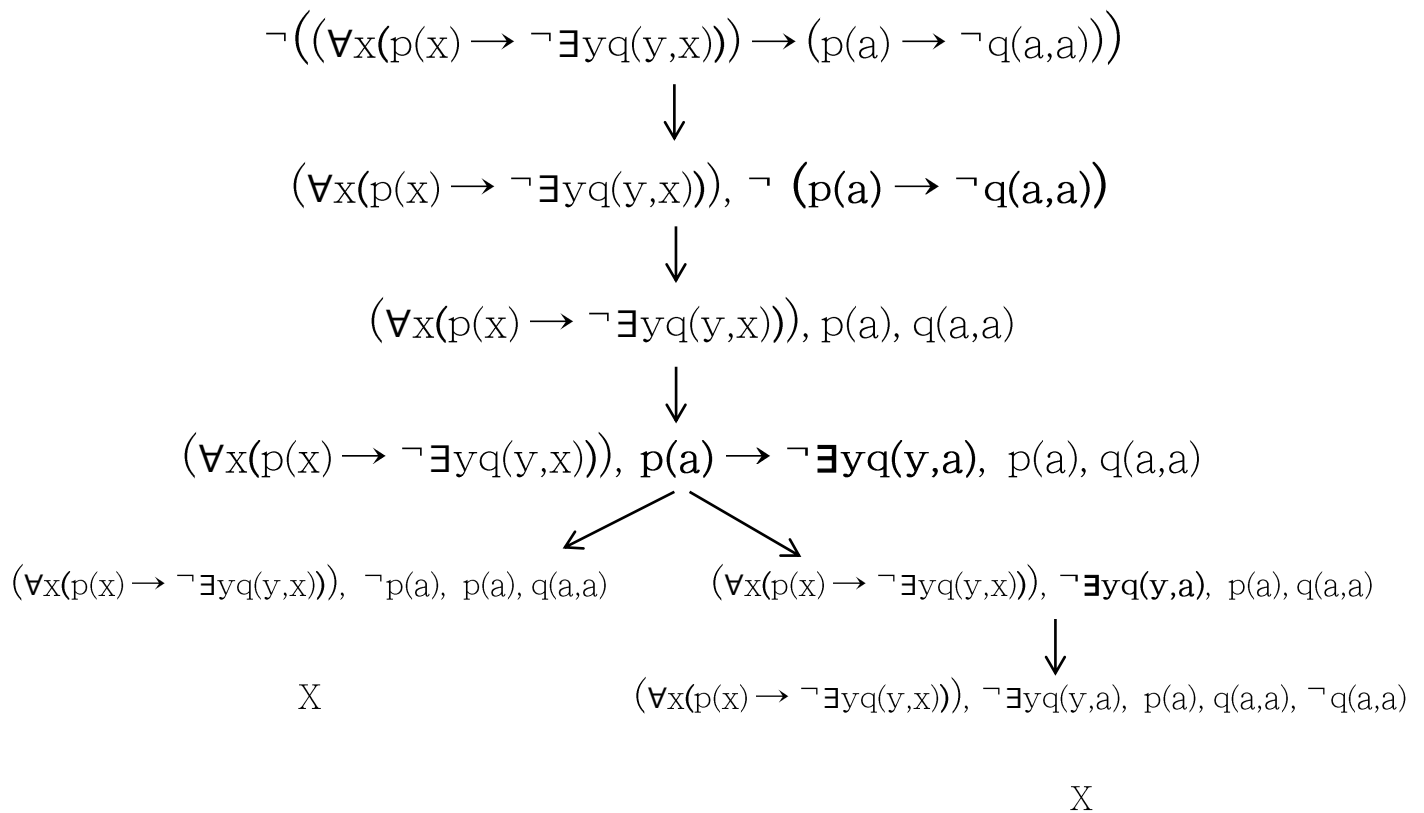 ¬((∀x(p(x) → ¬∃yq(y,x))) → (p(a) → ¬q(a,a)))
(∀x(p(x) → ¬∃yq(y,x))), ¬ (p(a) → ¬q(a,a))
(∀x(p(x) → ¬∃yq(y,x))), p(a), q(a,a)
(∀x(p(x) → ¬∃yq(y,x))), p(a) → ¬∃yq(y,a), p(a), q(a,a)
(∀x(p(x) → ¬∃yq(y,x))), ¬p(a), p(a), q(a,a)
(∀x(p(x) → ¬∃yq(y,x))), ¬∃yq(y,a), p(a), q(a,a)
X
(∀x(p(x) → ¬∃yq(y,x))), ¬∃yq(y,a), p(a), q(a,a), ¬q(a,a)
X